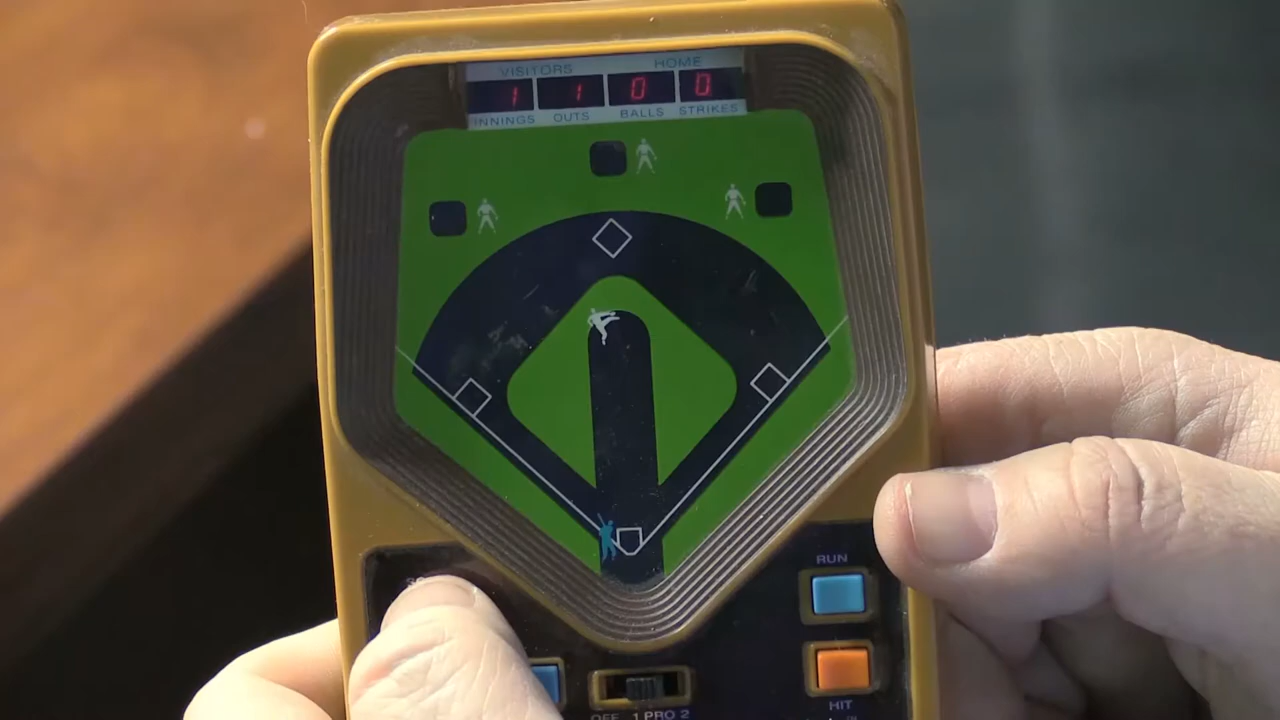 VISITORS HOME
1 1 0 0
INNINGS OUTS BALLS STRIKES
RUN
HIT
OFF 1 PRO 2